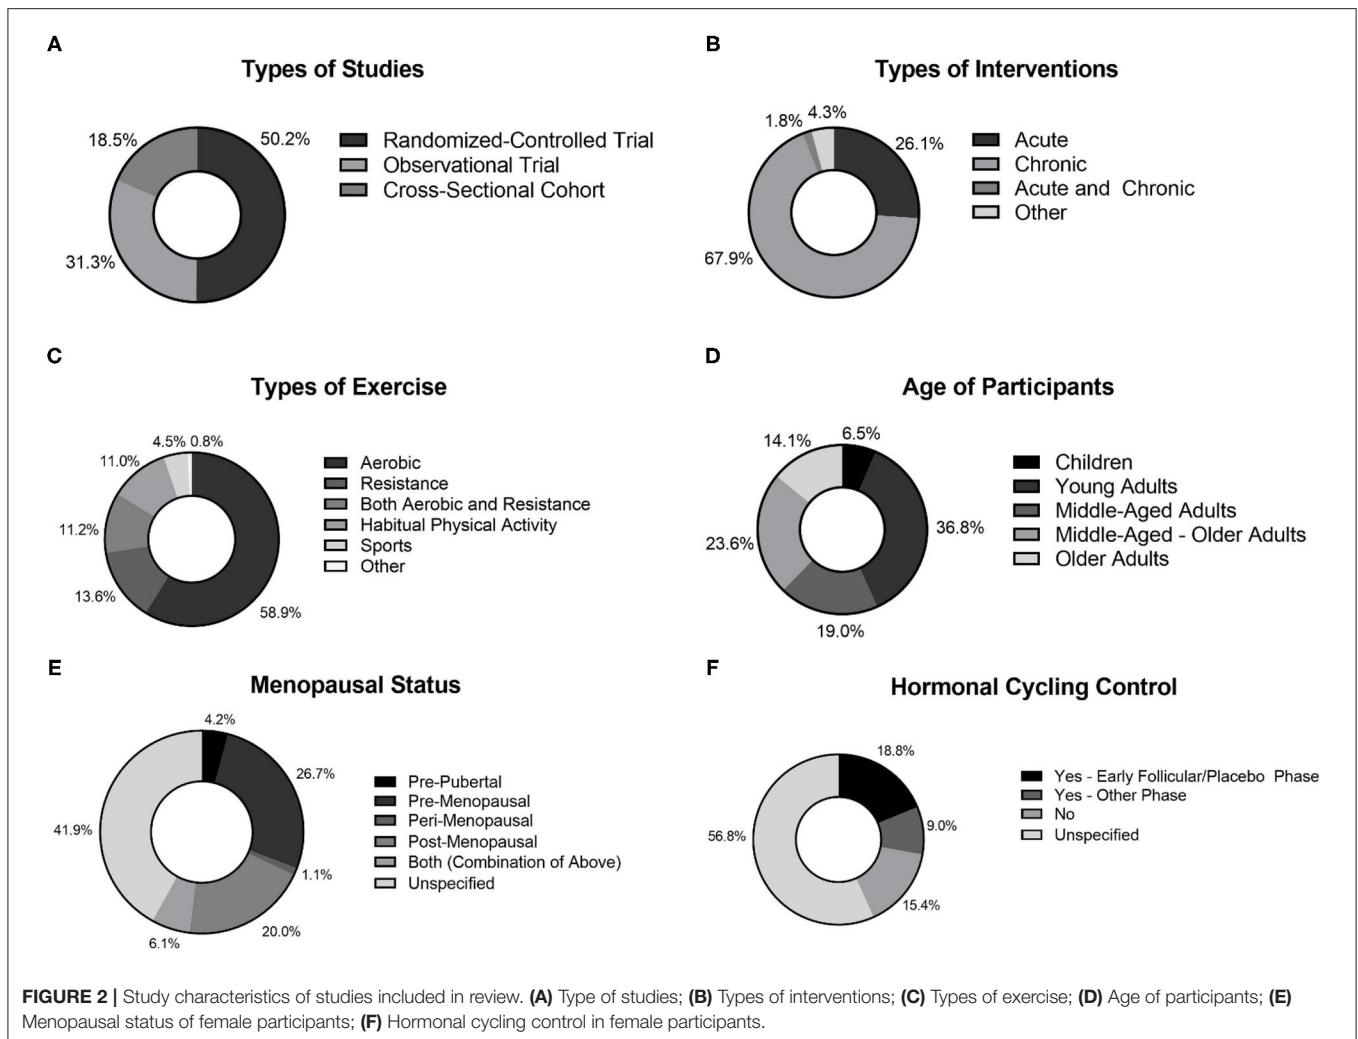 A
Types of Studies
18.5%
50.2%
31.3%
Randomized-Controlled Trial
Observational Trial
Cross-Sectional Cohort
B
Types of Interventions
1.8%
4.3%
26.1%
67.9%
Acute
Chronic
Acute and Chronic
Other
C
Types of Exercise
4.5%
0.8%
11.0%
11.2%
13.6%
58.9%
Aerobic
Resistance
Both Aerobic and Resistance
Habitual Physical Activity
Sports
Other
D
Age of Participants
14.1%
6.5%
36.8%
23.6%
19.0%
Children
Young Adults
Middle-Aged Adults
Middle-Aged - Older Adults
Older Adults
E
Menopausal Status
4.2%
26.7%
41.9%
1.1%
20.0%
6.1%
Pre-Pubertal
Pre-Menopausal
Peri-Menopausal
Post-Menopausal
Both (Combination of Above)
Unspecified
F
Hormonal Cycling Control
18.8%
9.0%
56.8%
15.4%
Yes - Early Follicular/Placebo Phase
Yes - Other Phase
No
Unspecified
FIGURE 2 | Study characteristics of studies included in review. (A) Type of studies; (B) Types of interventions; (C) Types of exercise; (D) Age of participants; (E)
Menopausal status of female participants; (F) Hormonal cycling control in female participants.